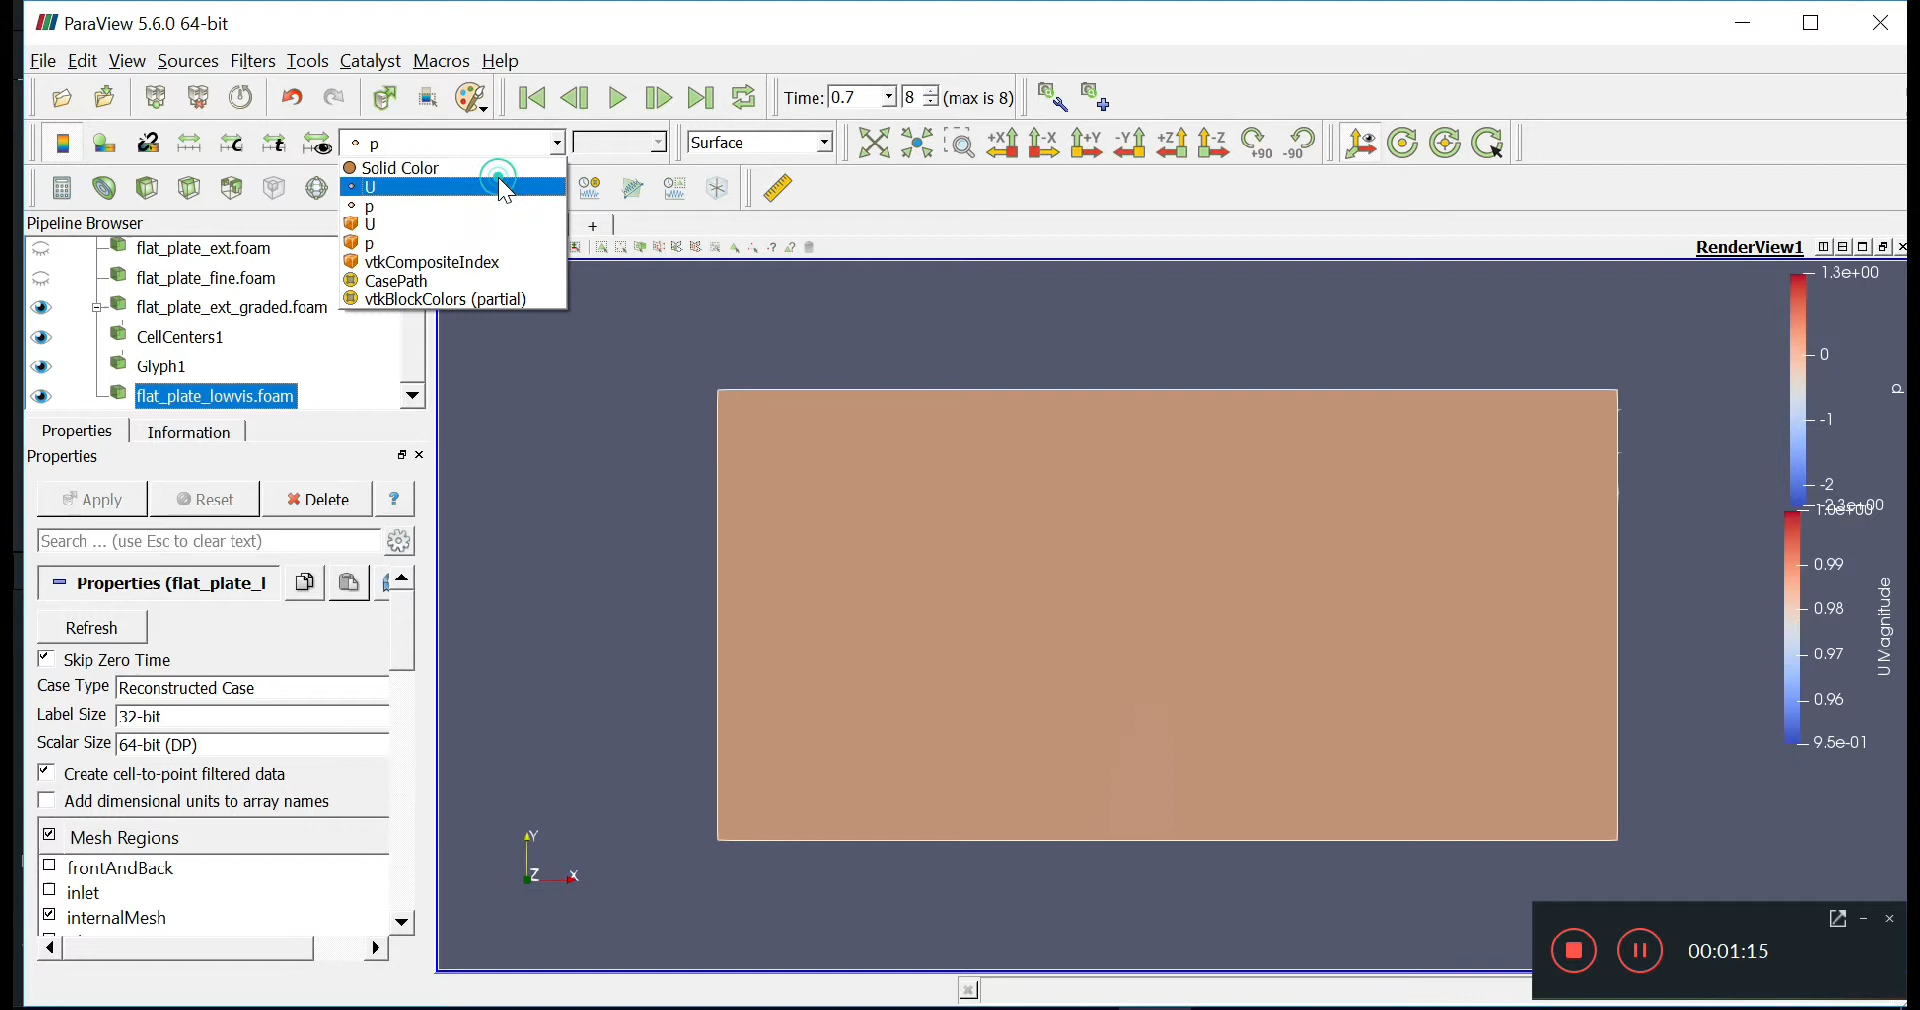 ParaView 5.6.0 64-bit
File Edit View Sources Filters Tools Catalyst Macros Help
Time: 0.7 8 (max is 8)
+X -X +Y -Y +Z -Z +90 -90
p
Surface
Solid Color
U
p
U
p
vtkCompositeIndex
CasePath
vtkBlockColors (partial)
Pipeline Browser
flat_plate_ext.foam
flat_plate_fine.foam
flat_plate_ext_graded.foam
CellCenters1
Glyph1
flat_plate_lowvis.foam
Properties Information
Properties
Apply Reset Delete ?
Search ... (use Esc to clear text)
Properties (flat_plate_l
Refresh
Skip Zero Time
Case Type Reconstructed Case
Label Size 32-bit
Scalar Size 64-bit (DP)
Create cell-to-point filtered data
Add dimensional units to array names
Mesh Regions
frontAndBack
inlet
internalMesh
+
RenderView1
1.3e+00
0
-1
-2
-2.3e+00
p
1.0e+00
0.99
0.98
0.97
0.96
9.5e-01
U Magnitude
Y
Z X
00:01:15